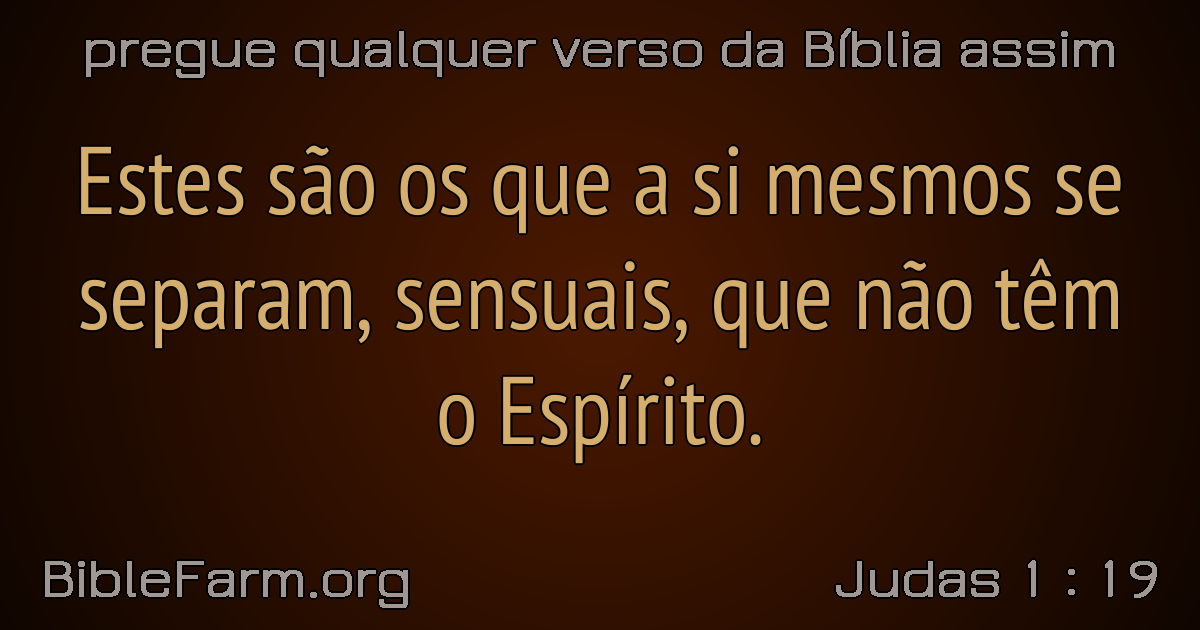 pregue qualquer verso da Bíblia assim
Estes são os que a si mesmos se
separam, sensuais, que não têm
o Espírito.
BibleFarm.org
Judas 1 : 19